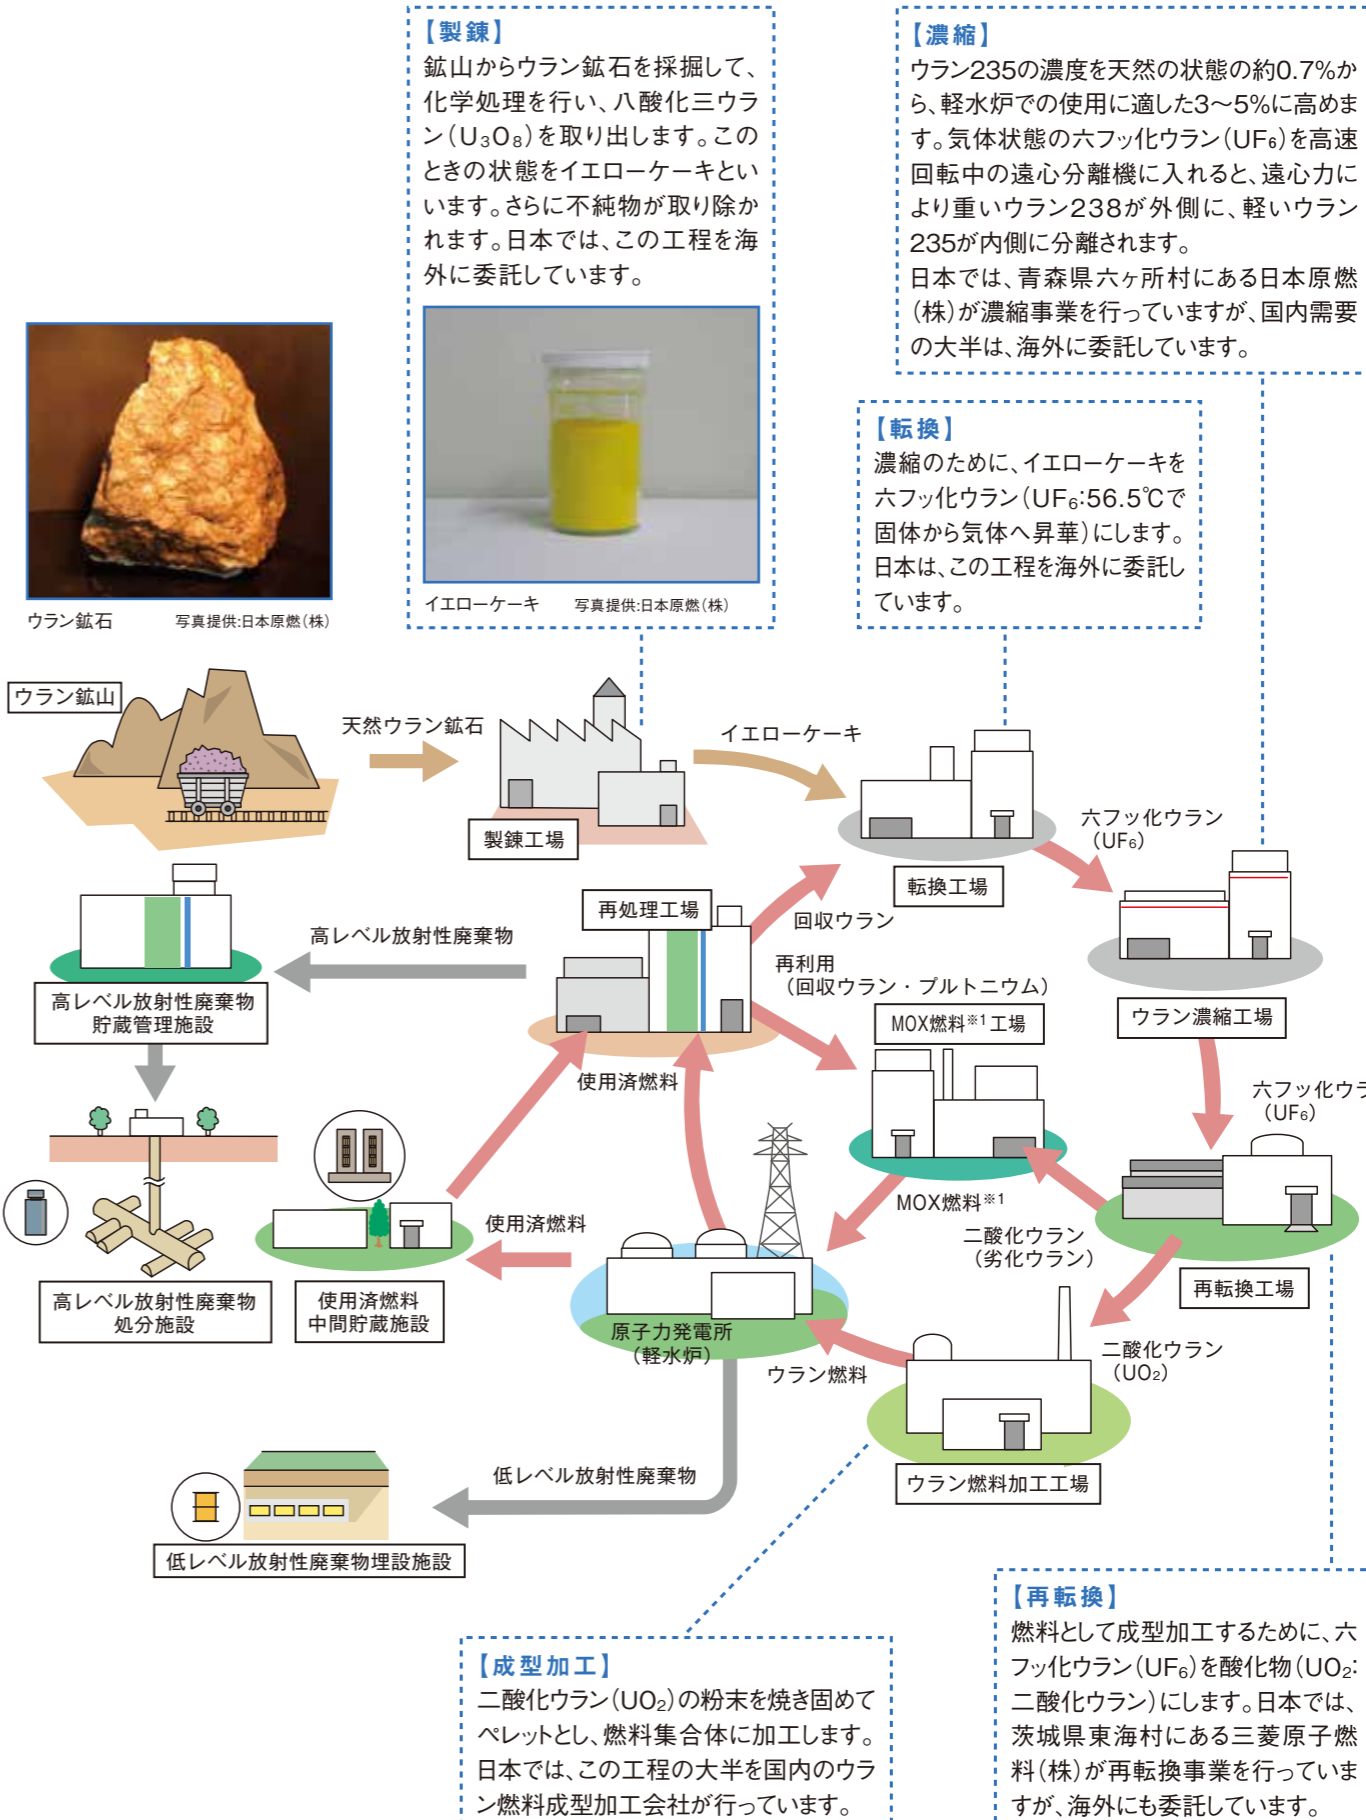 【製錬】
鉱山からウラン鉱石を採掘して、
化学処理を行い、八酸化三ウラ
ン（U₃O₈）を取り出します。この
ときの状態をイエローケーキとい
います。さらに不純物が取り除か
れます。日本では、この工程を海
外に委託しています。
イエローケーキ 写真提供:日本原燃（株）
【濃縮】
ウラン235の濃度を天然の状態の約0.7%か
ら、軽水炉での使用に適した3〜5%に高めま
す。気体状態の六フッ化ウラン（UF₆）を高速
回転中の遠心分離機に入れると、遠心力に
より重いウラン238が外側に、軽いウラン
235が内側に分離されます。
日本では、青森県六ヶ所村にある日本原燃
（株）が濃縮事業を行っていますが、国内需要
の大半は、海外に委託しています。
ウラン鉱石 写真提供:日本原燃（株）
【転換】
濃縮のために、イエローケーキを
六フッ化ウラン（UF₆:56.5℃で
固体から気体へ昇華）にします。
日本は、この工程を海外に委託し
ています。
ウラン鉱山
天然ウラン鉱石
製錬工場
イエローケーキ
転換工場
六フッ化ウラン
（UF₆）
ウラン濃縮工場
再処理工場
回収ウラン
高レベル放射性廃棄物
再利用
（回収ウラン・プルトニウム）
高レベル放射性廃棄物
貯蔵管理施設
MOX燃料※1工場
使用済燃料
六フッ化ウラ
（UF₆）
MOX燃料※1
使用済燃料
二酸化ウラン
（劣化ウラン）
再転換工場
高レベル放射性廃棄物
処分施設
使用済燃料
中間貯蔵施設
原子力発電所
（軽水炉）
ウラン燃料
二酸化ウラン
（UO₂）
ウラン燃料加工工場
低レベル放射性廃棄物
低レベル放射性廃棄物埋設施設
【成型加工】
二酸化ウラン（UO₂）の粉末を焼き固めて
ペレットとし、燃料集合体に加工します。
日本では、この工程の大半を国内のウラ
ン燃料成型加工会社が行っています。
【再転換】
燃料として成型加工するために、六
フッ化ウラン（UF₆）を酸化物（UO₂:
二酸化ウラン）にします。日本では、
茨城県東海村にある三菱原子燃
料（株）が再転換事業を行っていま
すが、海外にも委託しています。